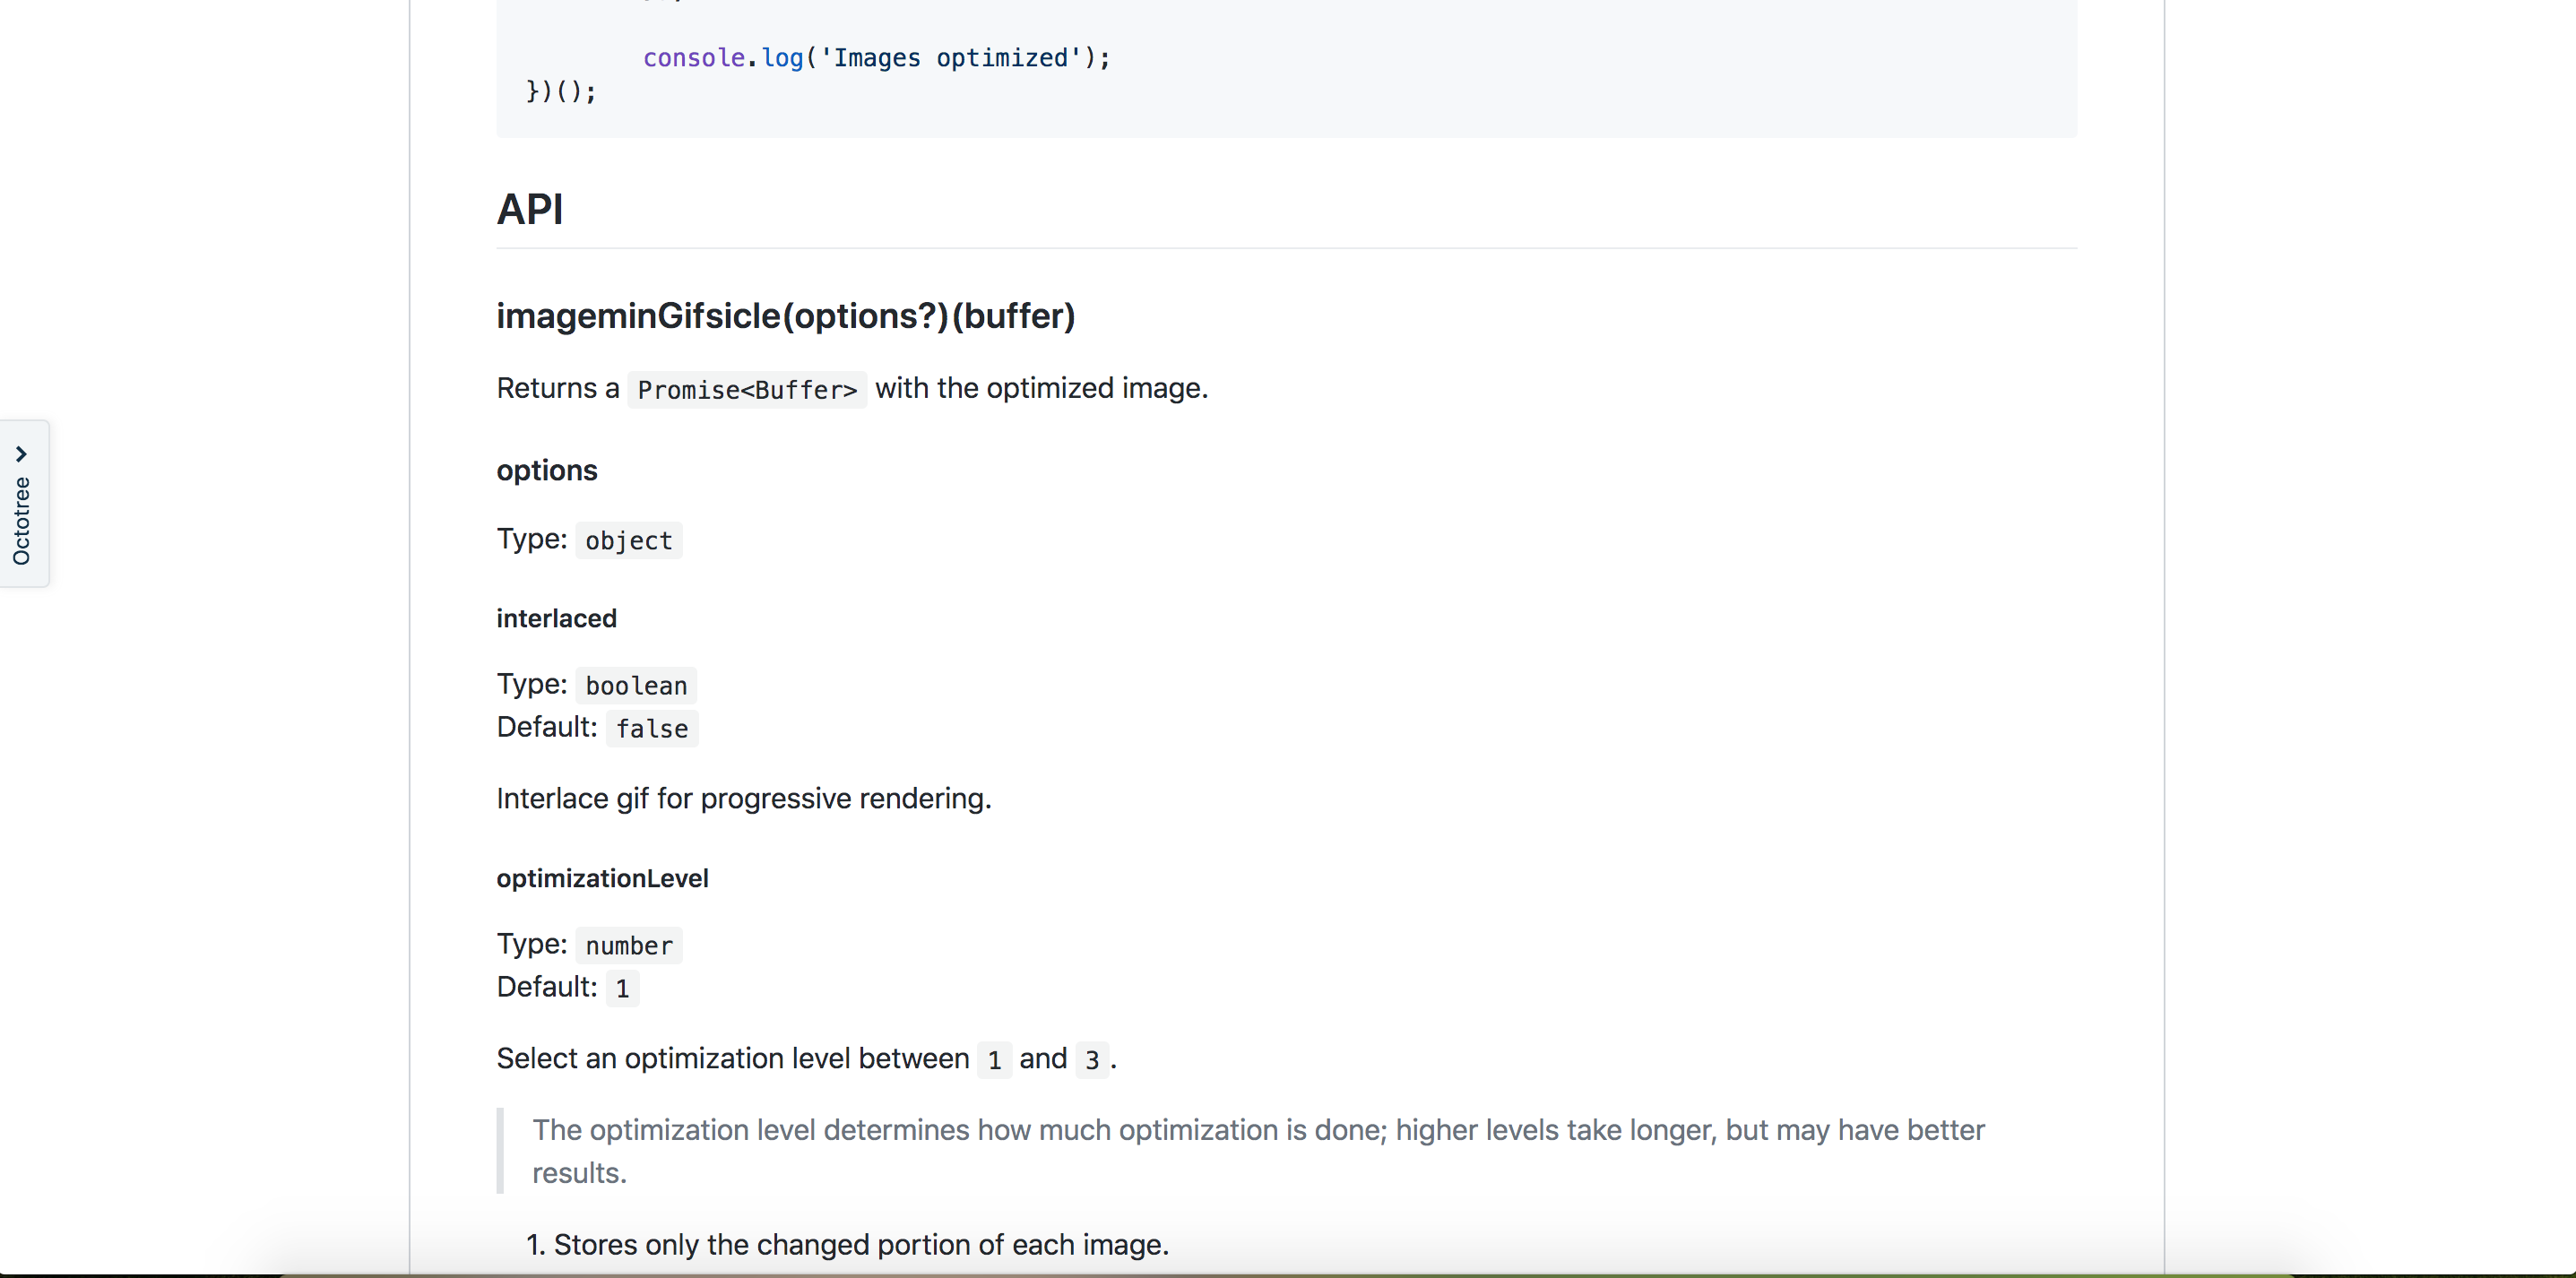 console.log('Images optimized');
})();
API
imageminGifsicle(options?)(buffer)
Returns a Promise<Buffer> with the optimized image.
options
Type: object
Octotree
interlaced
Type: boolean
Default: false
Interlace gif for progressive rendering.
optimizationLevel
Type: number
Default: 1
Select an optimization level between 1 and 3.
The optimization level determines how much optimization is done; higher levels take longer, but may have better
results.
1. Stores only the changed portion of each image.